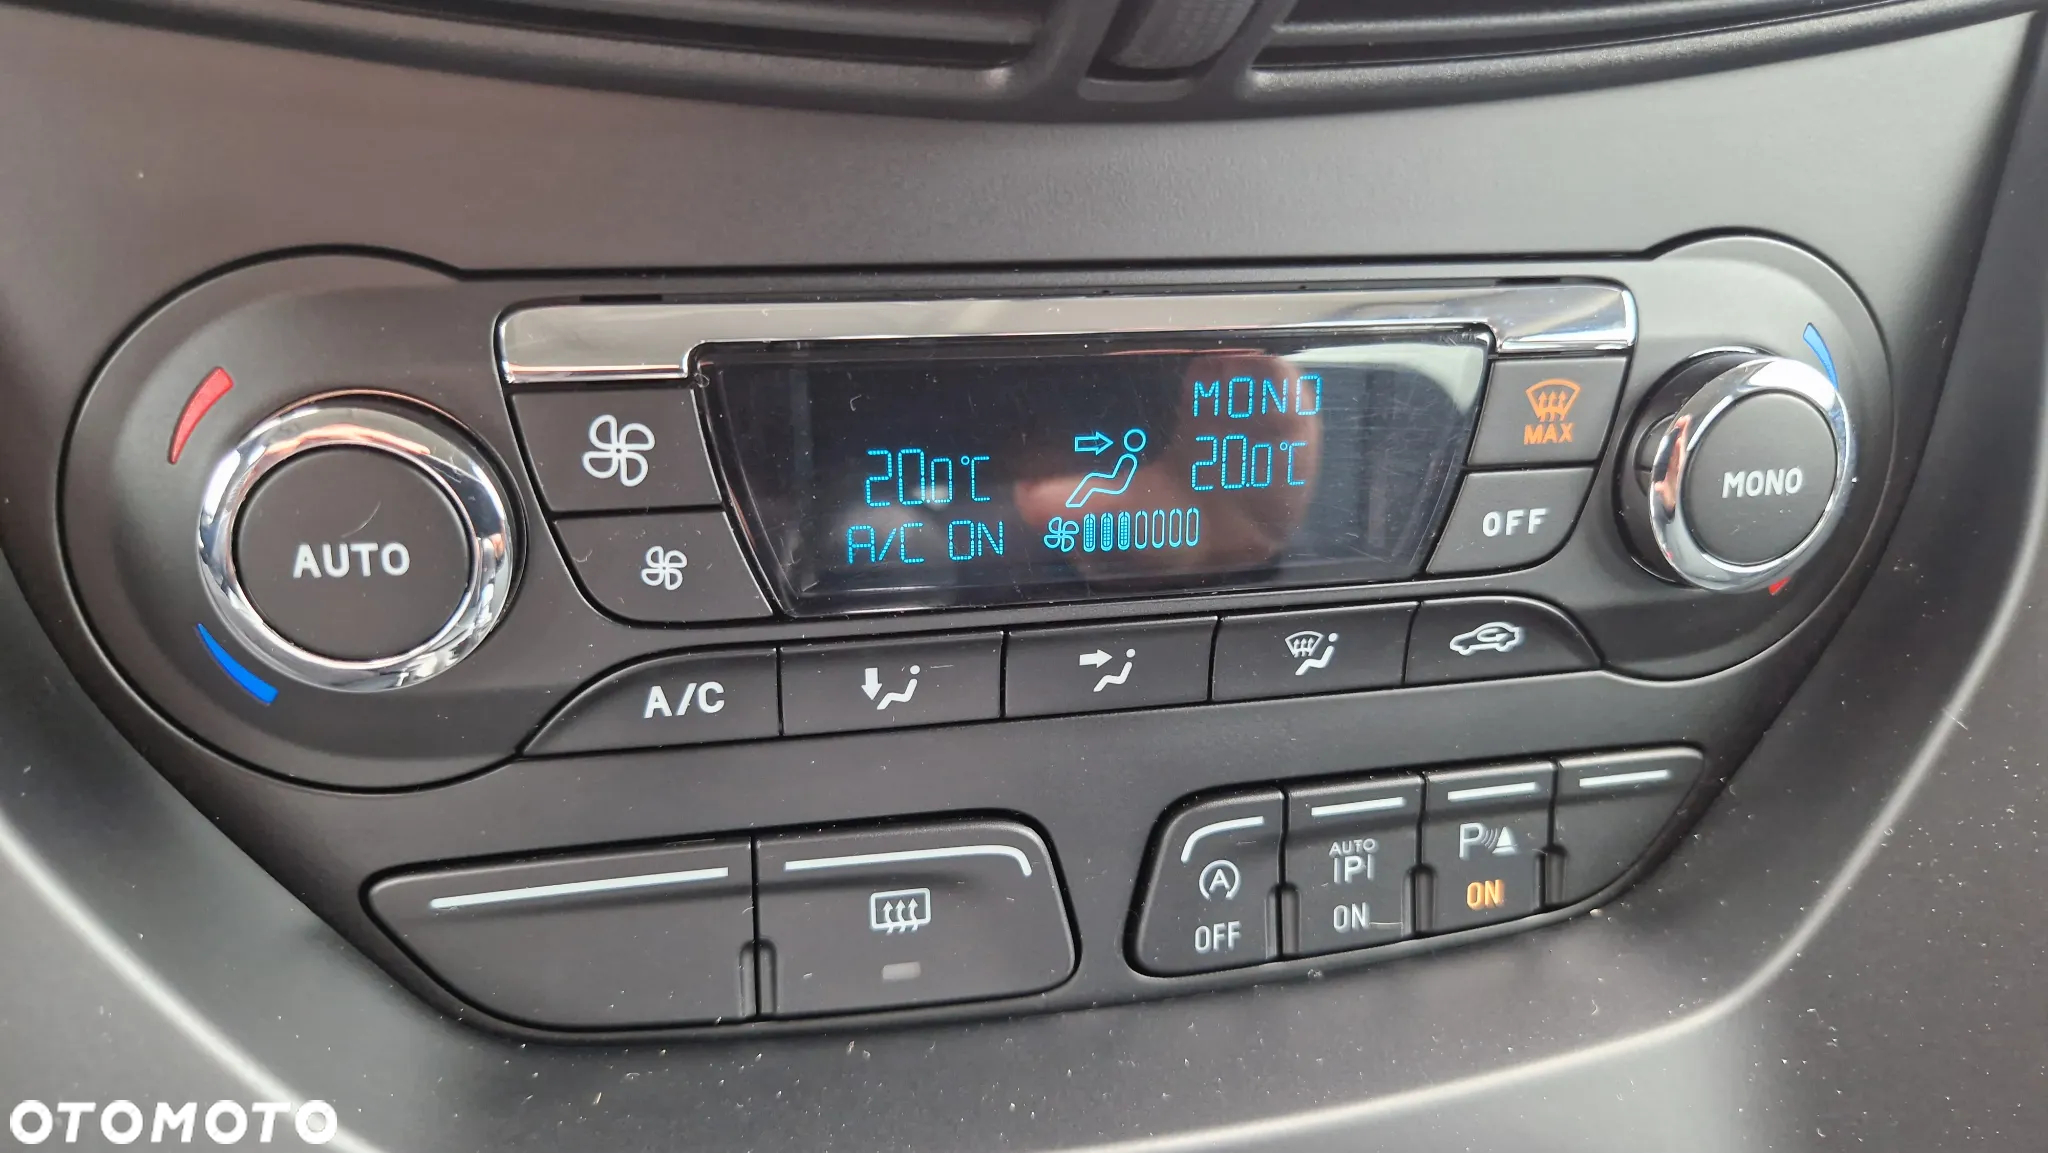 MONO
20.0°C
20.0°C
A/C ON
MAX
AUTO
MONO
OFF
A/C
A
OFF
AUTO
P
ON
P
ON
OTOMOTO